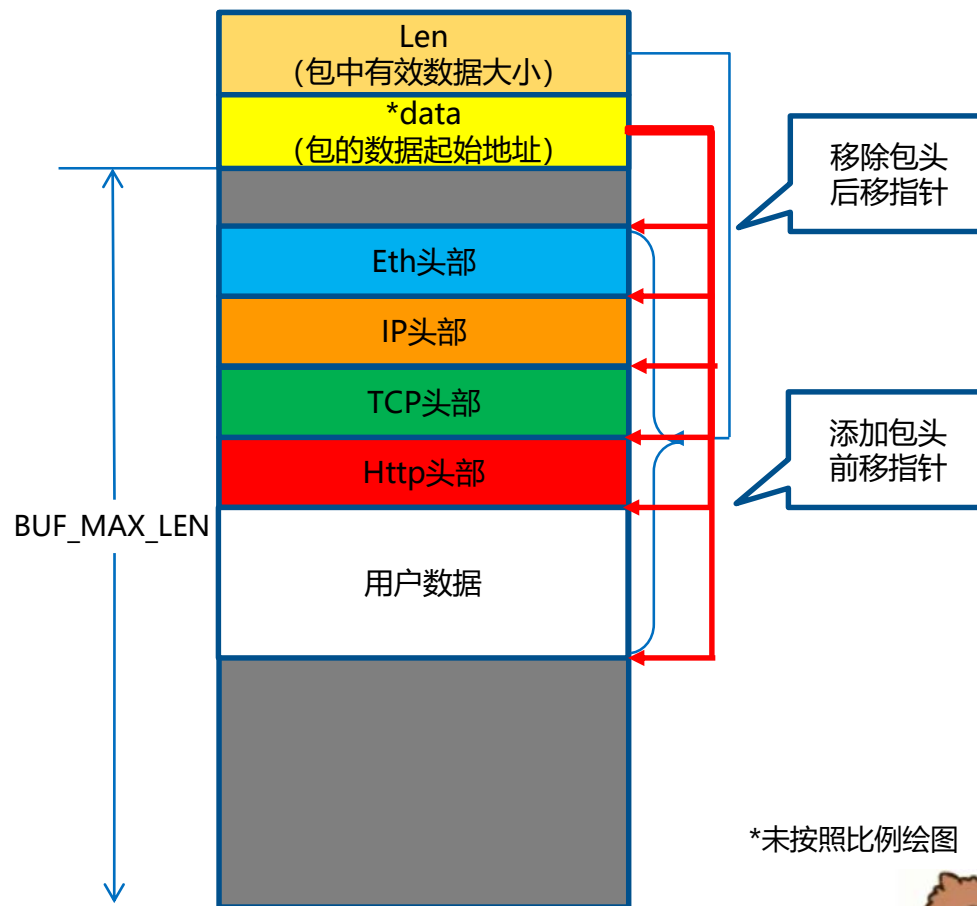 Len
（包中有效数据大小）
*data
（包的数据起始地址）
移除包头
后移指针
Eth头部
IP头部
TCP头部
Http头部
添加包头
前移指针
BUF_MAX_LEN
用户数据
*未按照比例绘图